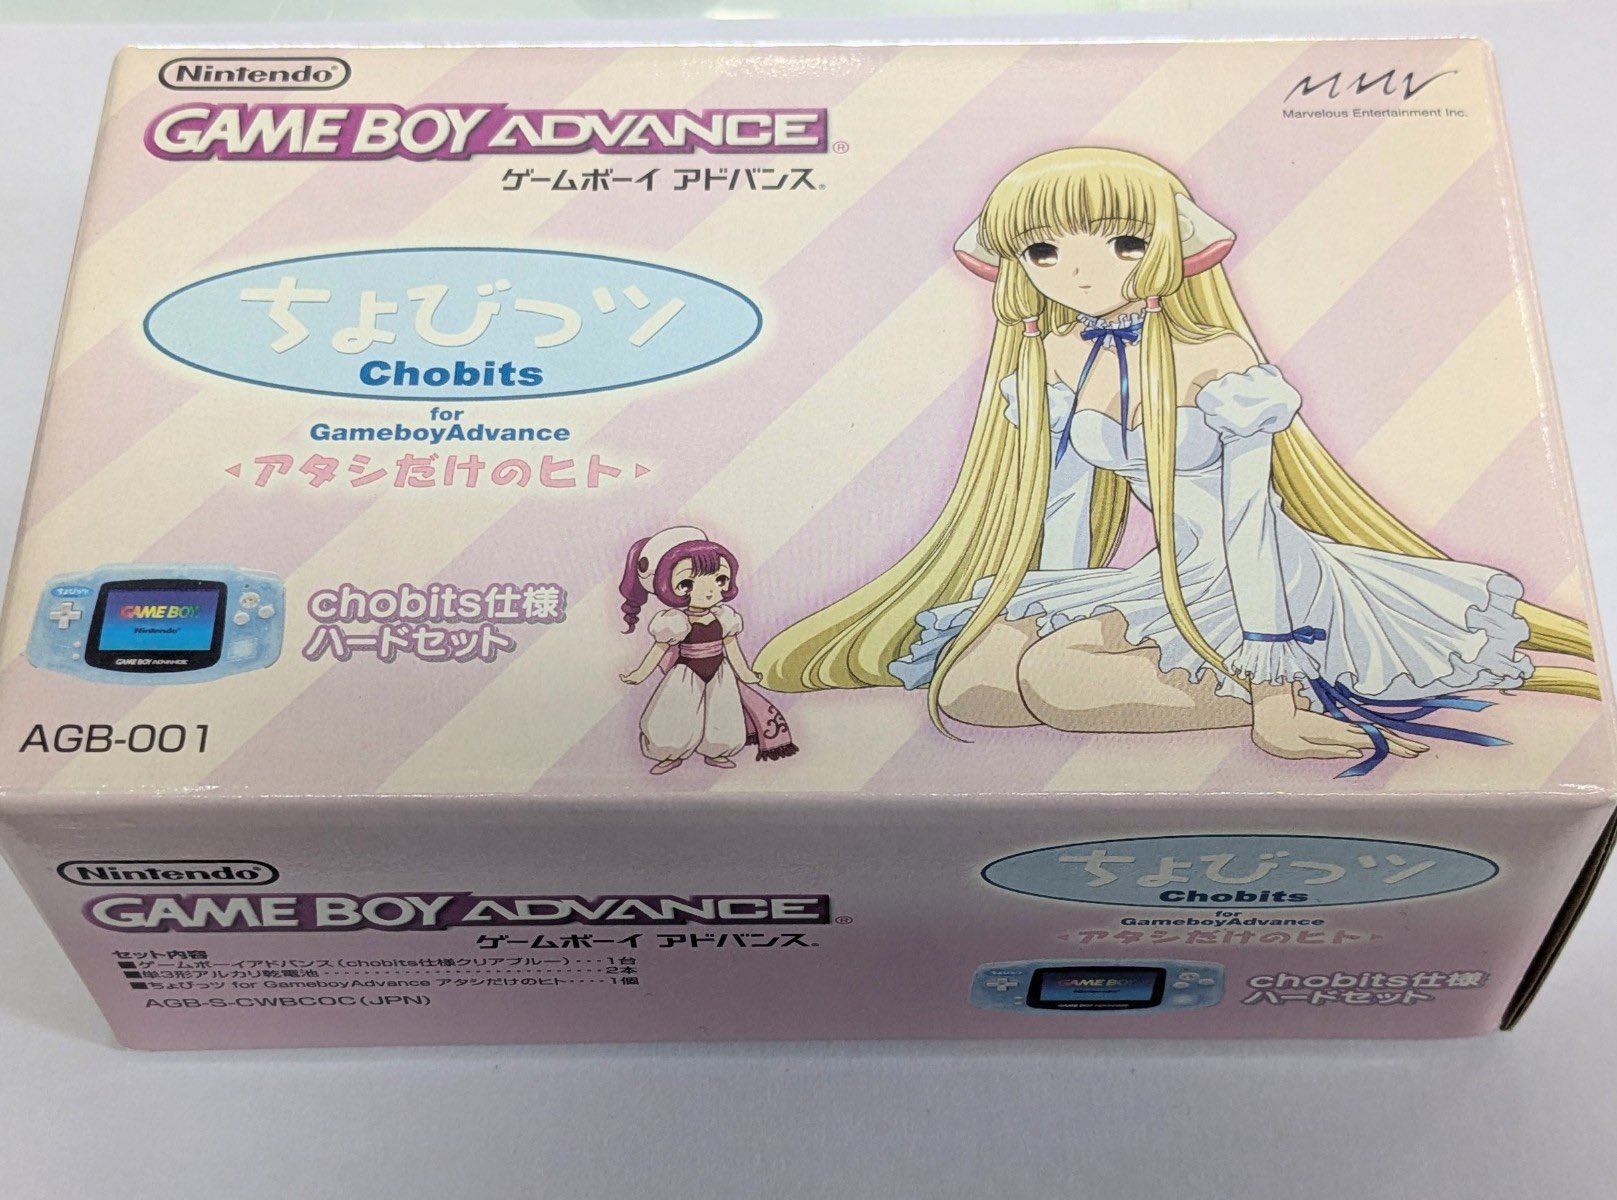 Nintendo®
GAME BOY ADVANCE®
ゲームボーイ アドバンス®
MMV
Marvelous Entertainment Inc.
ちょびっツ
Chobits
for
GameboyAdvance
アタシだけのヒト
ちょびっツ
GAME BOY
Nintendo®
GAME BOY ADVANCE
chobits仕様
ハードセット
AGB-001
Nintendo®
GAME BOY ADVANCE®
ゲームボーイ アドバンス®
セット内容
■ゲームボーイアドバンス(chobits仕様クリアブルー)・・・1台
■単3形アルカリ乾電池・・・・・・・・・・・・・・・・・・・・・・・・2本
■ちょびっツ for GameboyAdvance アタシだけのヒト・・・・1個
AGB-S-CWBCOC(JPN)
ちょびっツ
Chobits
for
GameboyAdvance
アタシだけのヒト
GAME BOY
GAME BOY ADVANCE
chobits仕様
ハードセット